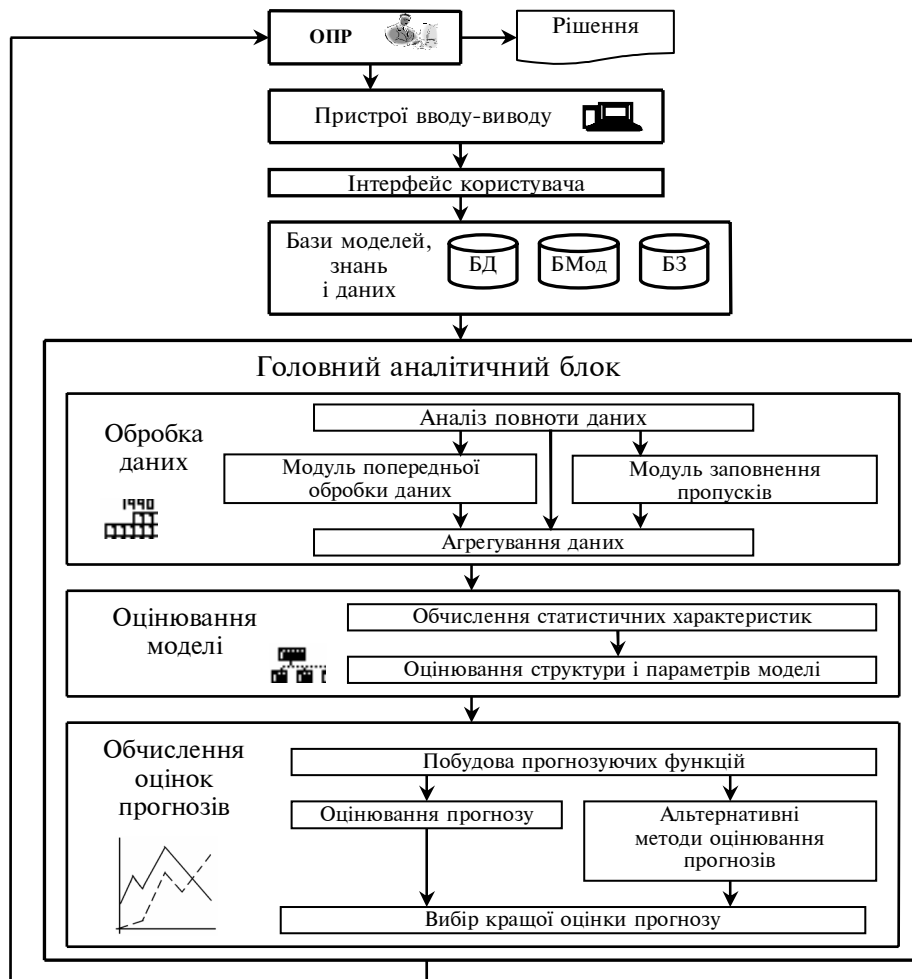 ОПР
Рішення
Пристрої вводу-виводу
Інтерфейс користувача
Бази моделей,
знань
і даних
БД
БМод
БЗ
Головний аналітичний блок
Обробка
даних
1990
Аналіз повноти даних
Модуль попередньої
обробки даних
Модуль заповнення
пропусків
Агрегування даних
Оцінювання
моделі
Обчислення статистичних характеристик
Оцінювання структури і параметрів моделі
Обчислення
оцінок
прогнозів
Побудова прогнозуючих функцій
Оцінювання прогнозу
Альтернативні
методи оцінювання
прогнозів
Вибір кращої оцінки прогнозу